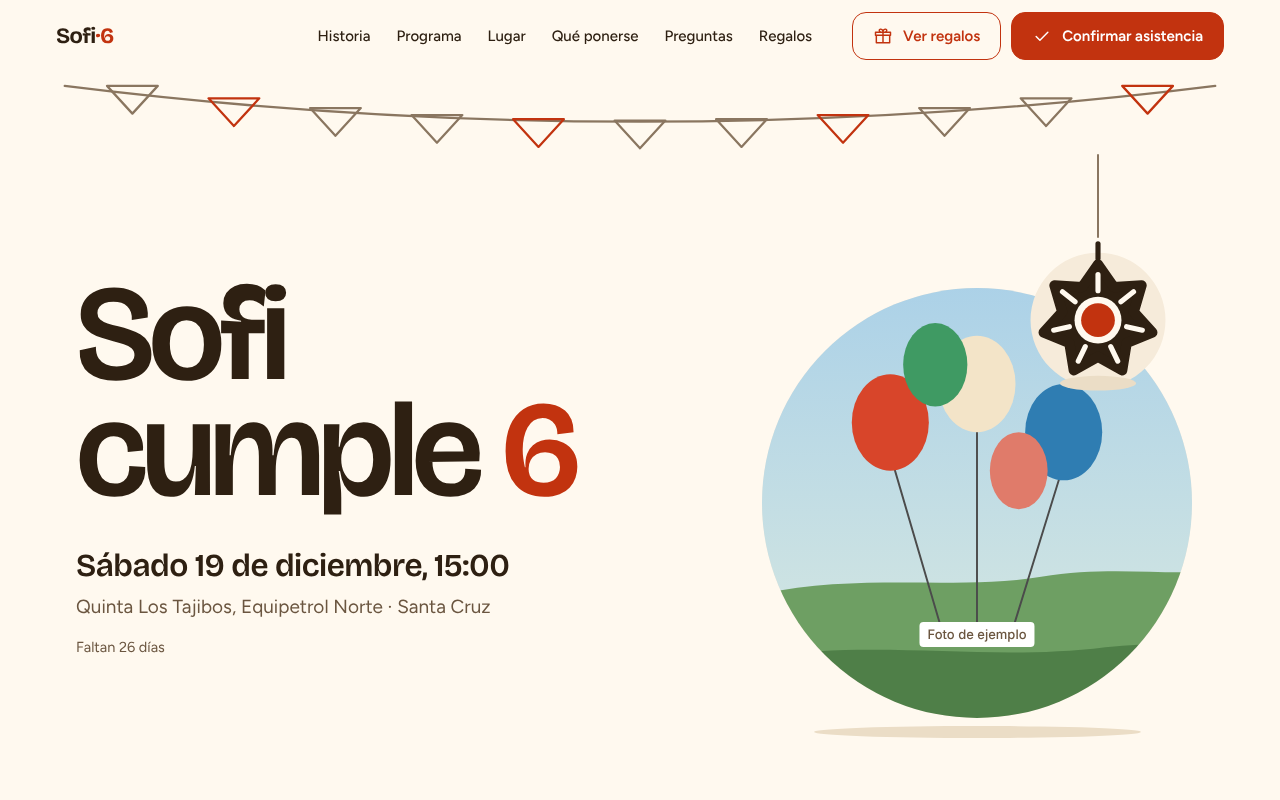 Sofi·6
Historia
Programa
Lugar
Qué ponerse
Preguntas
Regalos
Ver regalos
Confirmar asistencia
Sofi
cumple 6
Sábado 19 de diciembre, 15:00
Quinta Los Tajibos, Equipetrol Norte · Santa Cruz
Faltan 26 días
Foto de ejemplo